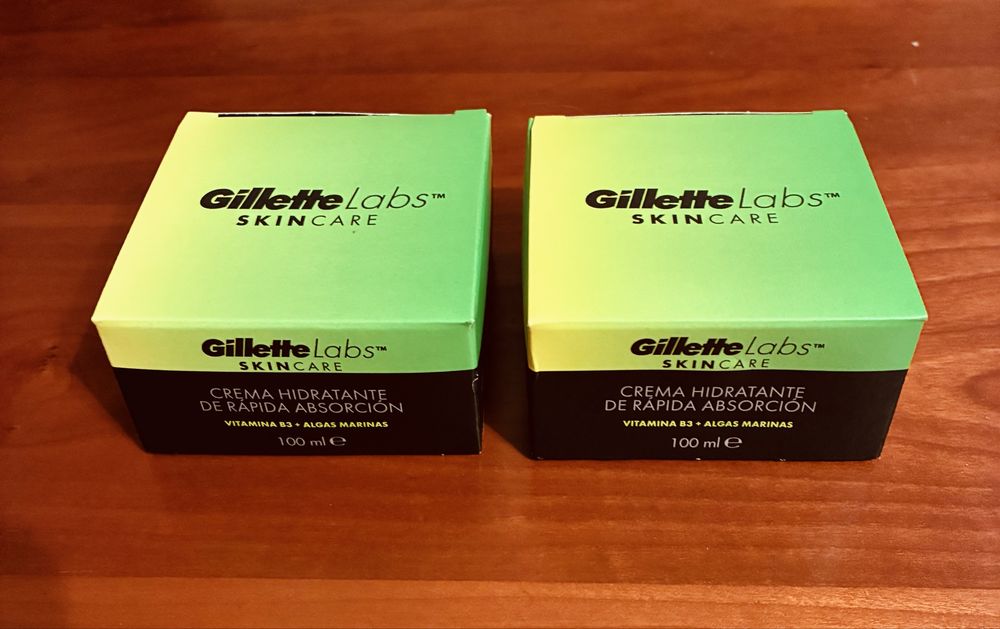 GilletteLabs™
SKINCARE
GilletteLabs™
SKINCARE
CREMA HIDRATANTE
DE RÁPIDA ABSORCIÓN
VITAMINA B3 + ALGAS MARINAS
100 ml ℮
GilletteLabs™
SKINCARE
GilletteLabs™
SKINCARE
CREMA HIDRATANTE
DE RÁPIDA ABSORCIÓN
VITAMINA B3 + ALGAS MARINAS
100 ml ℮